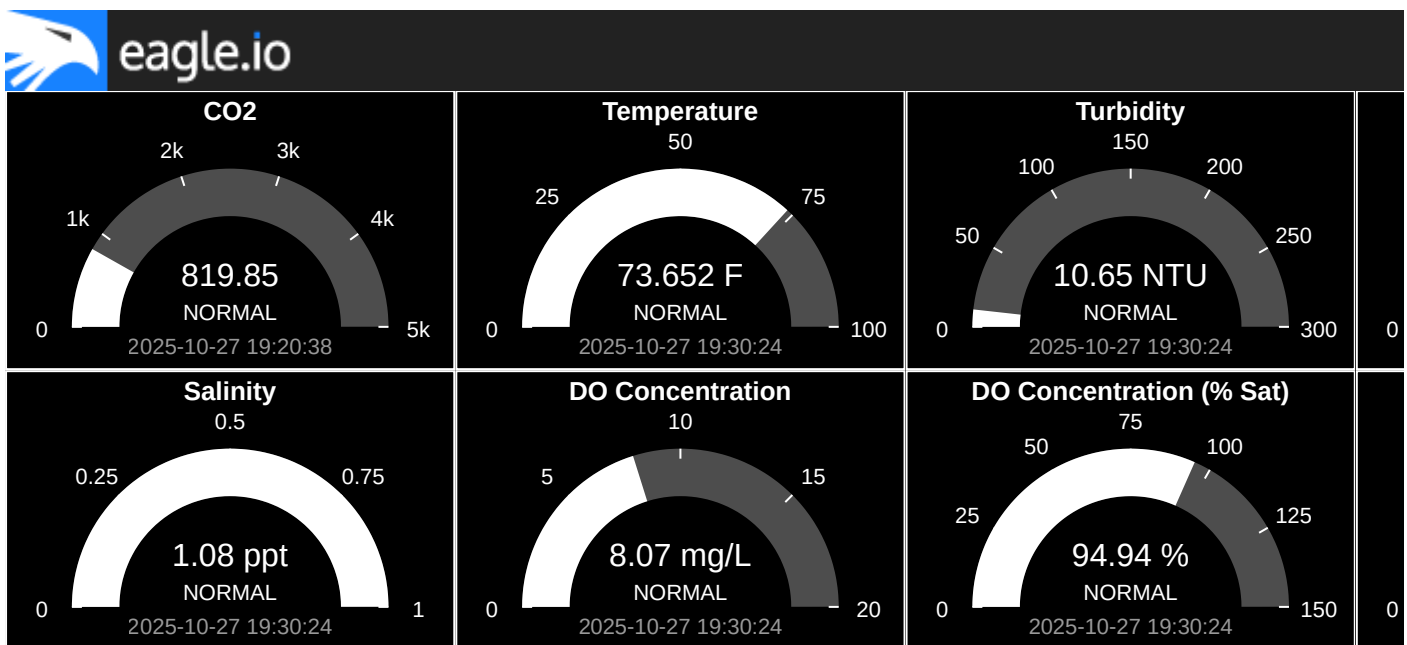 eagle.io
CO2
0
1k
2k
3k
4k
5k
819.85
NORMAL
2025-10-27 19:20:38
Temperature
0
25
50
75
100
73.652 F
NORMAL
2025-10-27 19:30:24
Turbidity
0
50
100
150
200
250
300
10.65 NTU
NORMAL
2025-10-27 19:30:24
0
Salinity
0
0.25
0.5
0.75
1
1.08 ppt
NORMAL
2025-10-27 19:30:24
DO Concentration
0
5
10
15
20
8.07 mg/L
NORMAL
2025-10-27 19:30:24
DO Concentration (% Sat)
0
25
50
75
100
125
150
94.94 %
NORMAL
2025-10-27 19:30:24
0